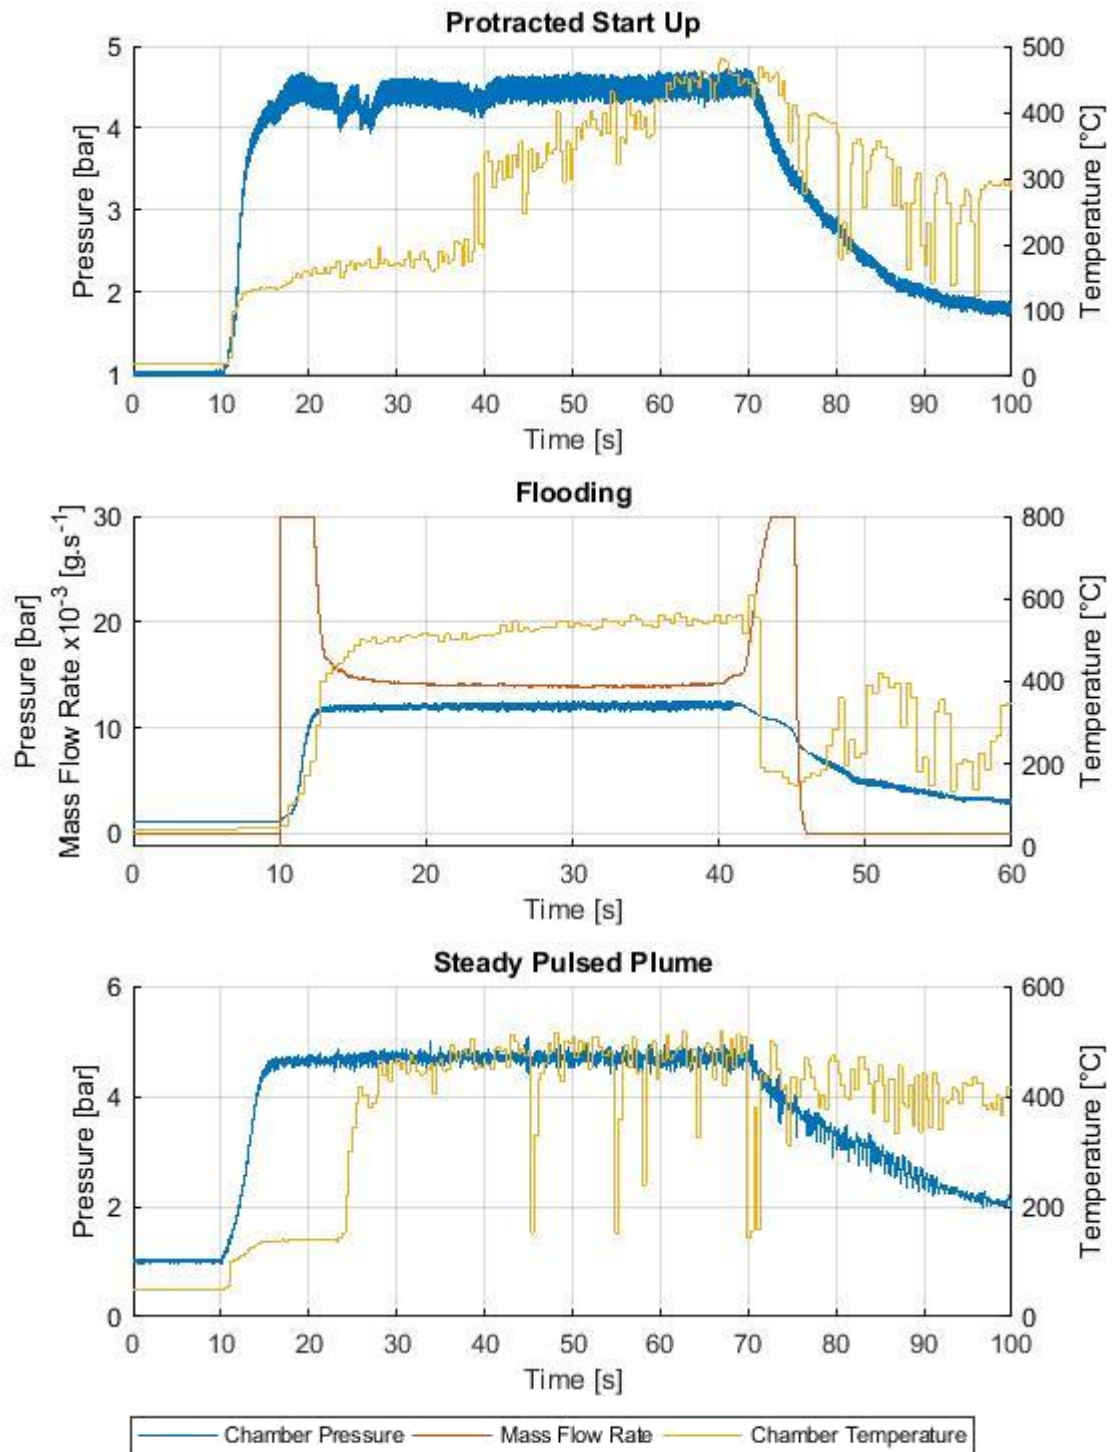 Protracted Start Up
Pressure [bar]
5
4
3
2
1
500
400
300
200
100
0
Temperature [°C]
0 10 20 30 40 50 60 70 80 90 100
Time [s]
Flooding
Pressure [bar]
Mass Flow Rate x10⁻³ [g.s⁻¹]
30
20
10
0
800
600
400
200
0
Temperature [°C]
0 10 20 30 40 50 60
Time [s]
Steady Pulsed Plume
Pressure [bar]
6
4
2
0
600
400
200
0
Temperature [°C]
0 10 20 30 40 50 60 70 80 90 100
Time [s]
Chamber Pressure Mass Flow Rate Chamber Temperature